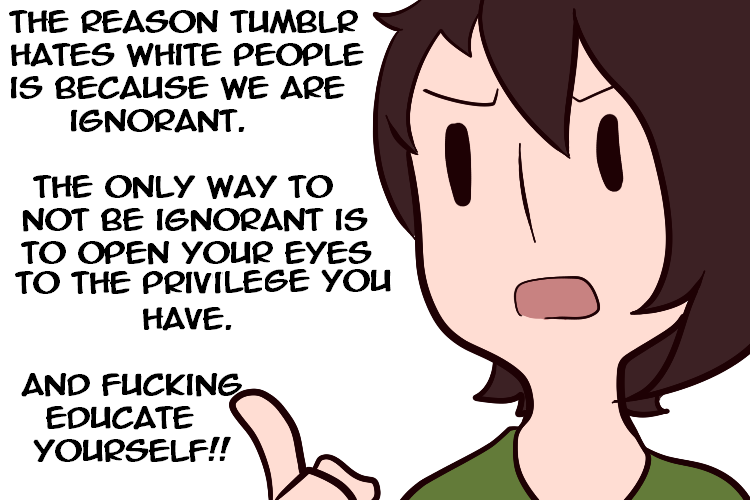 THE REASON TUMBLR
HATES WHITE PEOPLE
IS BECAUSE WE ARE
IGNORANT.
THE ONLY WAY TO
NOT BE IGNORANT IS
TO OPEN YOUR EYES
TO THE PRIVILEGE YOU
HAVE.
AND FUCKING
EDUCATE
YOURSELF!!